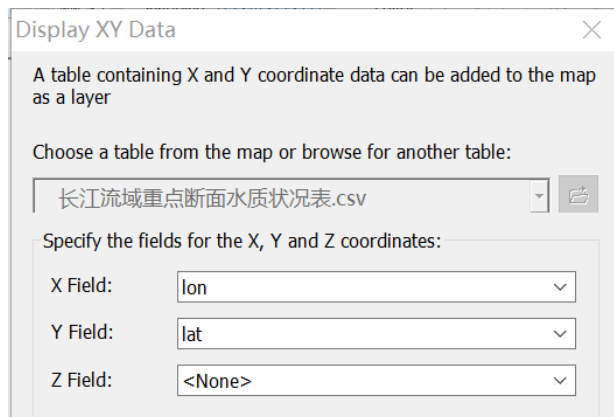 Display XY Data
A table containing X and Y coordinate data can be added to the map
as a layer
Choose a table from the map or browse for another table:
长江流域重点断面水质状况表.csv
Specify the fields for the X, Y and Z coordinates:
X Field:
lon
Y Field:
lat
Z Field:
<None>